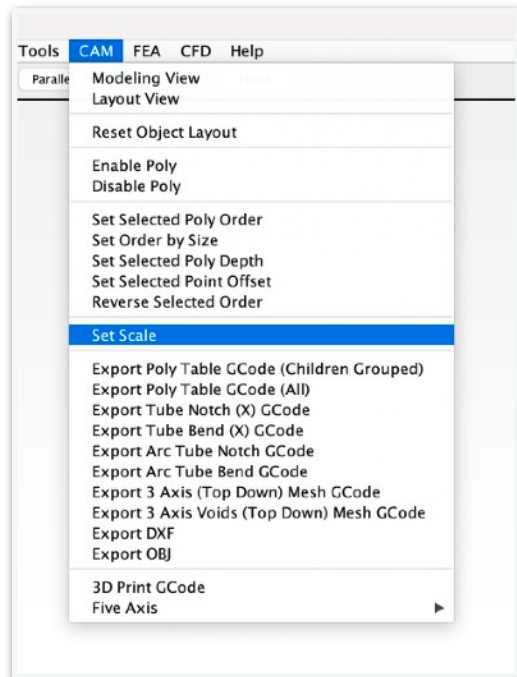 Tools CAM FEA CFD Help
Paralle
Modeling View
Layout View
Reset Object Layout
Enable Poly
Disable Poly
Set Selected Poly Order
Set Order by Size
Set Selected Poly Depth
Set Selected Point Offset
Reverse Selected Order
Set Scale
Export Poly Table GCode (Children Grouped)
Export Poly Table GCode (All)
Export Tube Notch (X) GCode
Export Tube Bend (X) GCode
Export Arc Tube Notch GCode
Export Arc Tube Bend GCode
Export 3 Axis (Top Down) Mesh GCode
Export 3 Axis Voids (Top Down) Mesh GCode
Export DXF
Export OBJ
3D Print GCode
Five Axis